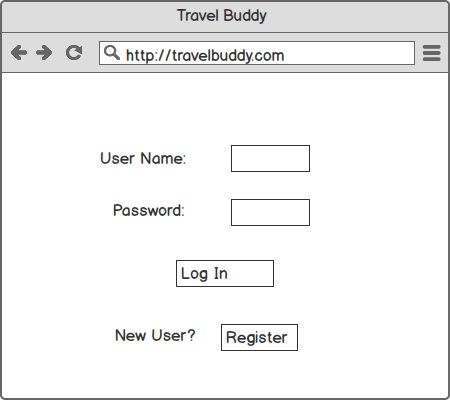 Travel Buddy
http://travelbuddy.com
User Name:
Password:
Log In
New User? Register